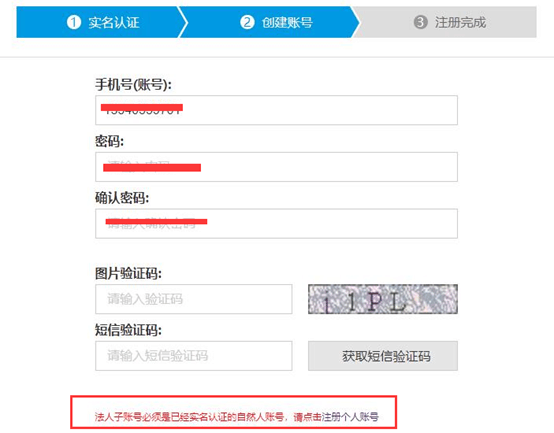 1 实名认证
2 创建账号
3 注册完成
手机号(账号):
密码:
确认密码:
图片验证码:
请输入验证码
短信验证码:
请输入短信验证码
获取短信验证码
法人子账号必须是已经实名认证的自然人账号，请点击注册个人账号